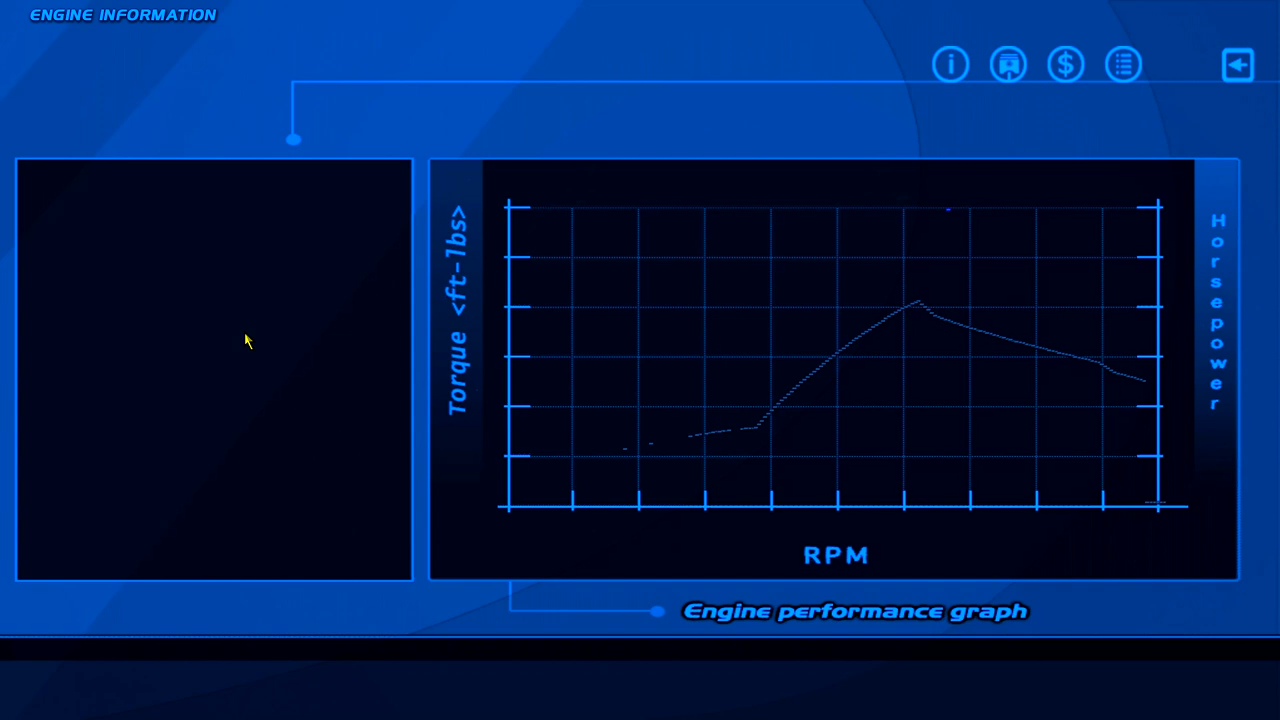 ENGINE INFORMATION
i
$
Torque <ft-lbs>
Horsepower
RPM
Engine performance graph